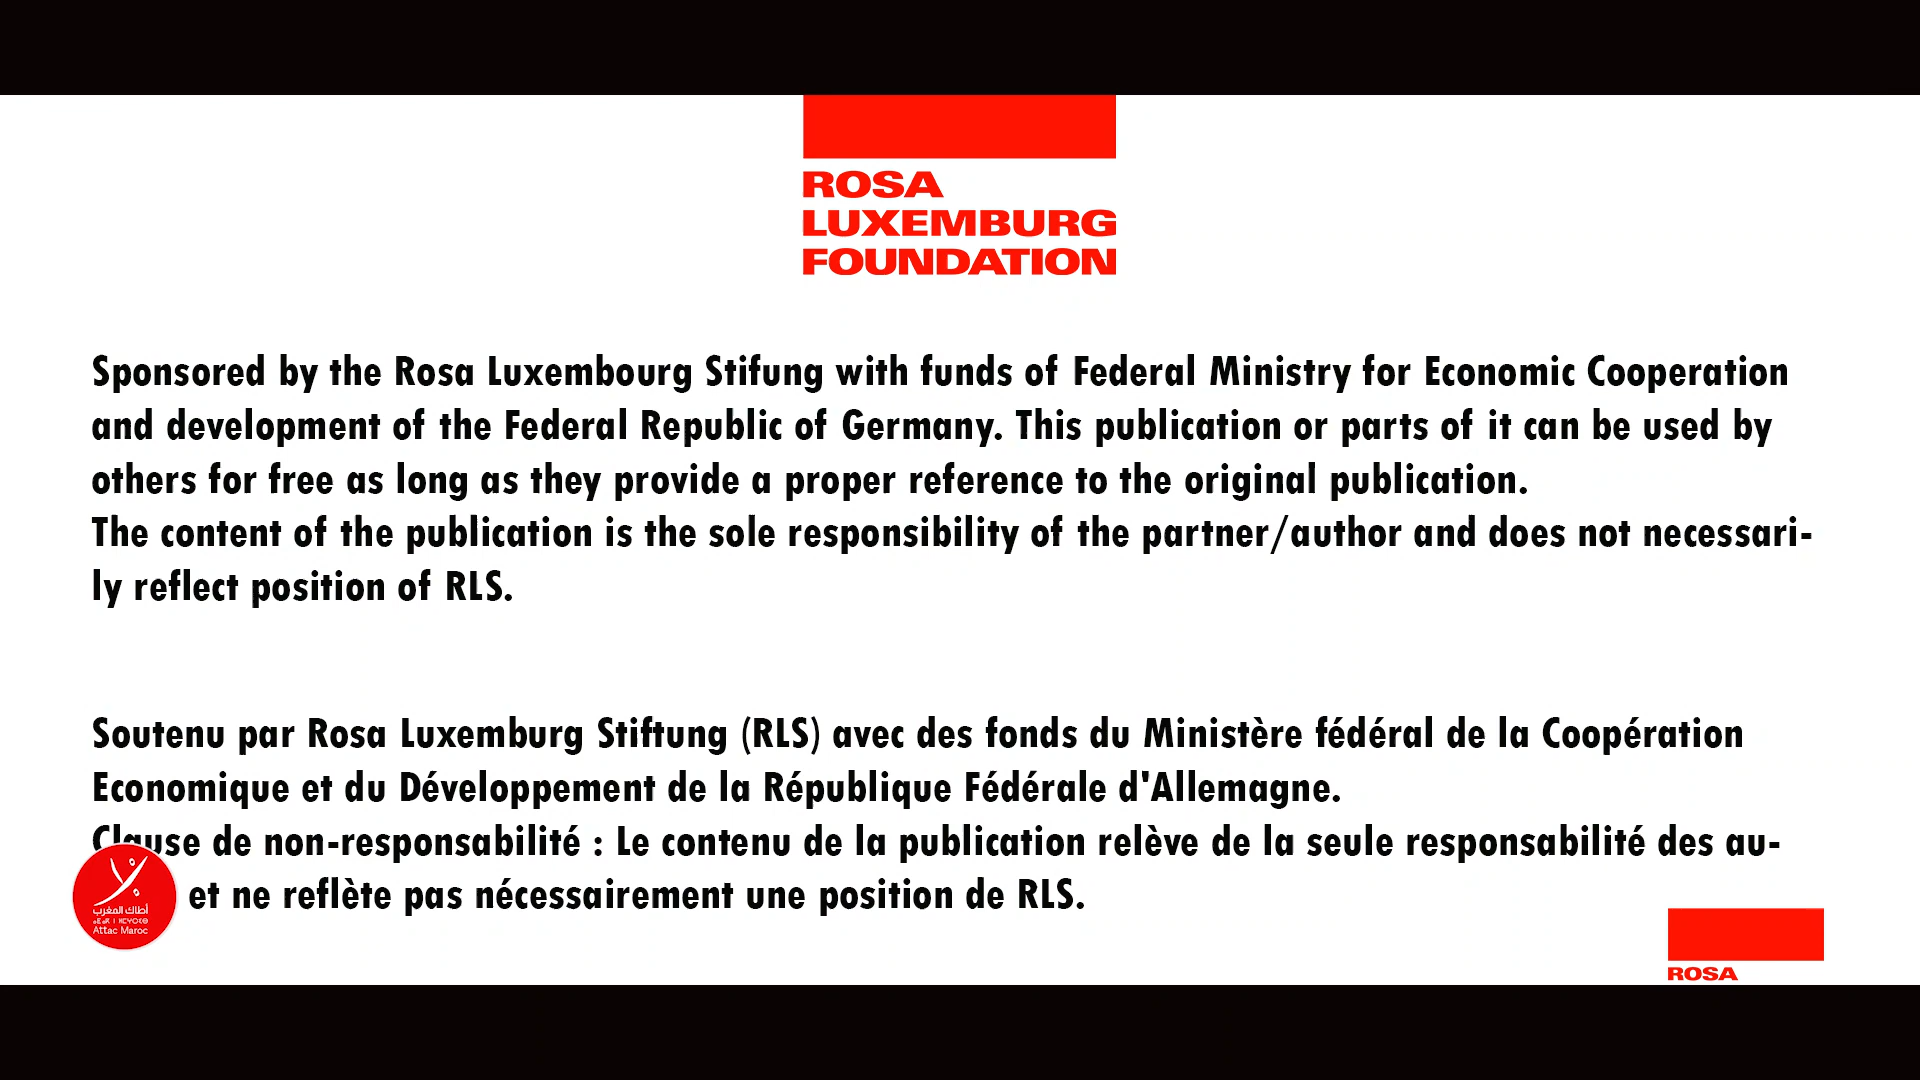 ROSA
LUXEMBURG
FOUNDATION
Sponsored by the Rosa Luxembourg Stifung with funds of Federal Ministry for Economic Cooperation
and development of the Federal Republic of Germany. This publication or parts of it can be used by
others for free as long as they provide a proper reference to the original publication.
The content of the publication is the sole responsibility of the partner/author and does not necessari-
ly reflect position of RLS.
Soutenu par Rosa Luxemburg Stiftung (RLS) avec des fonds du Ministère fédéral de la Coopération
Economique et du Développement de la République Fédérale d'Allemagne.
Clause de non-responsabilité : Le contenu de la publication relève de la seule responsabilité des au-
et ne reflète pas nécessairement une position de RLS.
أطاك المغرب
Attac Maroc
ROSA